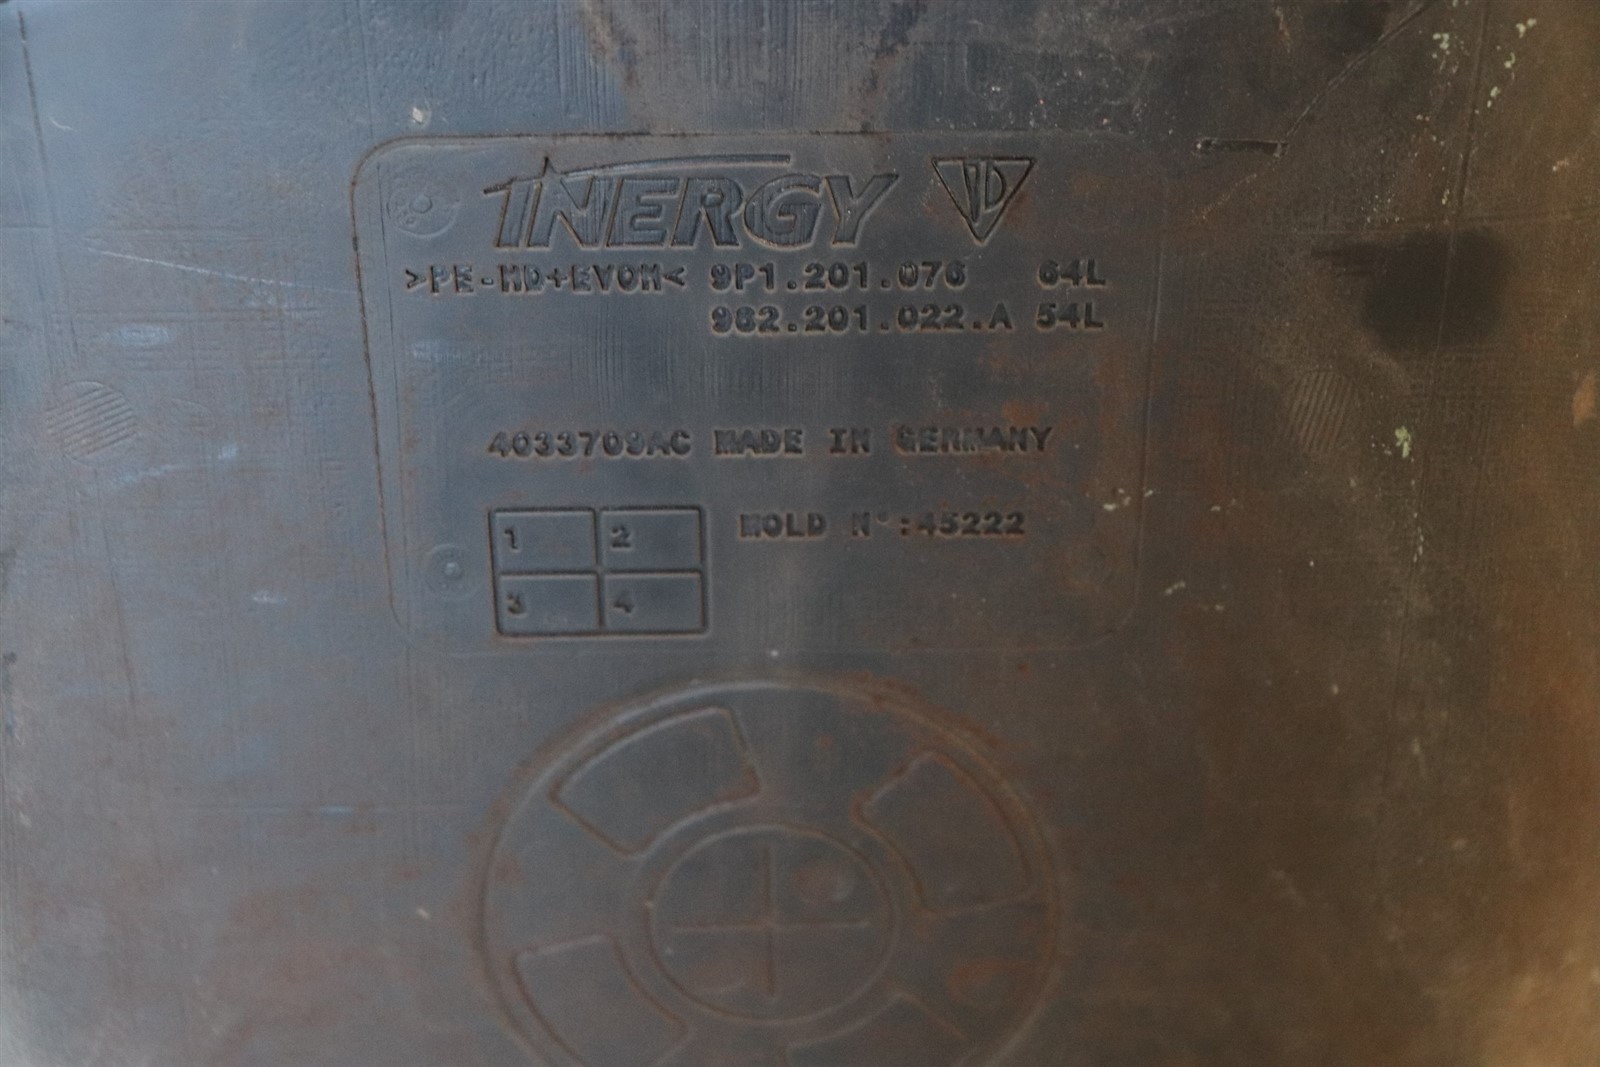 INERGY
>PE-HD+EVOH< 9P1.201.076 64L
982.201.022.A 54L
4033709AC MADE IN GERMANY
MOLD N°:45222
1 2
3 4